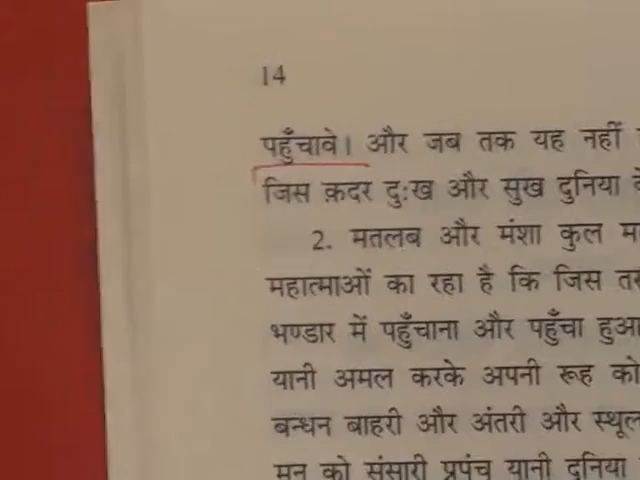 14
पहुँचावे। और जब तक यह नहीं
जिस क़दर दुःख और सुख दुनिया
2. मतलब और मंशा कुल
महात्माओं का रहा है कि जिस
भण्डार में पहुँचाना और पहुँचा हुआ
यानी अमल करके अपनी रूह को
बन्धन बाहरी और अंतरी और स्थूल
मन को संसारी प्रपंच यानी दुनिया